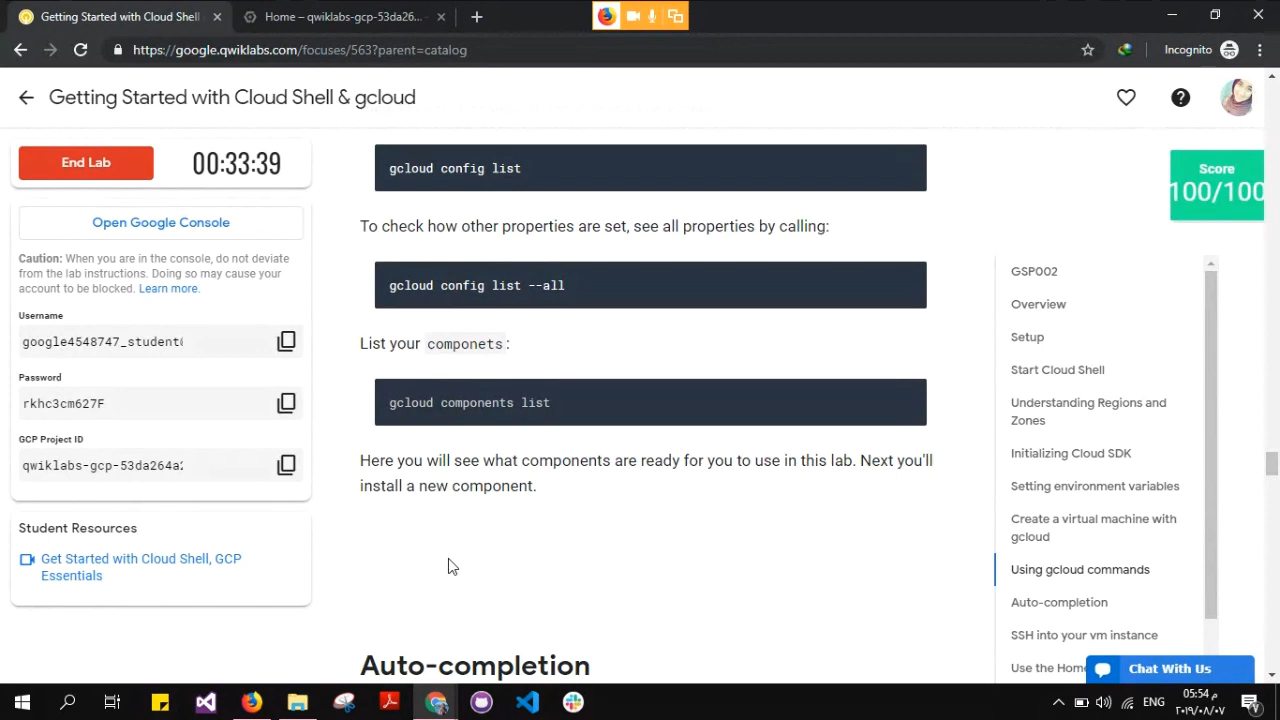 Getting Started with Cloud Shell
Home – qwiklabs-gcp-53da26...
https://google.qwiklabs.com/focuses/563?parent=catalog
Incognito
Getting Started with Cloud Shell & gcloud
End Lab
00:33:39
Open Google Console
Caution: When you are in the console, do not deviate
from the lab instructions. Doing so may cause your
account to be blocked. Learn more.
Username
google4548747_student
Password
rkhc3cm627F
GCP Project ID
qwiklabs-gcp-53da264a2
Student Resources
Get Started with Cloud Shell, GCP
Essentials
gcloud config list
To check how other properties are set, see all properties by calling:
gcloud config list --all
List your componets:
gcloud components list
Here you will see what components are ready for you to use in this lab. Next you'll
install a new component.
Auto-completion
Score
100/100
GSP002
Overview
Setup
Start Cloud Shell
Understanding Regions and
Zones
Initializing Cloud SDK
Setting environment variables
Create a virtual machine with
gcloud
Using gcloud commands
Auto-completion
SSH into your vm instance
Use the Hom
Chat With Us
ENG
05:54 م
٢٠١٩/٠٨/٠٧